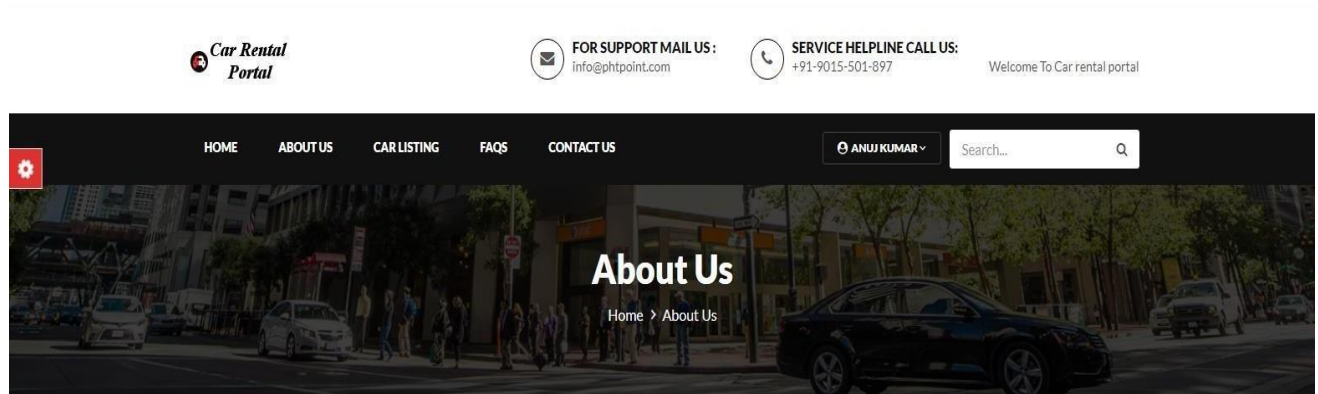 Car Rental
Portal
FOR SUPPORT MAIL US :
info@phtpoint.com
SERVICE HELPLINE CALL US:
+91-9015-501-897
Welcome To Car rental portal
HOME
ABOUT US
CAR LISTING
FAQS
CONTACT US
ANUJ KUMAR
Search...
About Us
Home > About Us